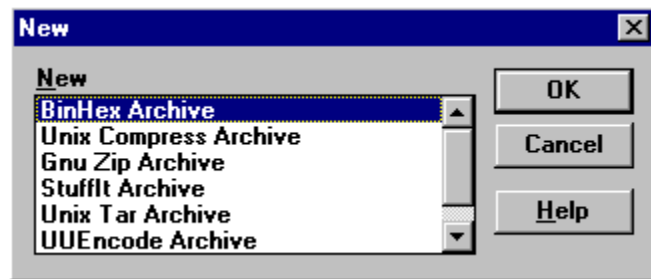 New
New
BinHex Archive
Unix Compress Archive
Gnu Zip Archive
StuffIt Archive
Unix Tar Archive
UUEncode Archive
OK
Cancel
Help